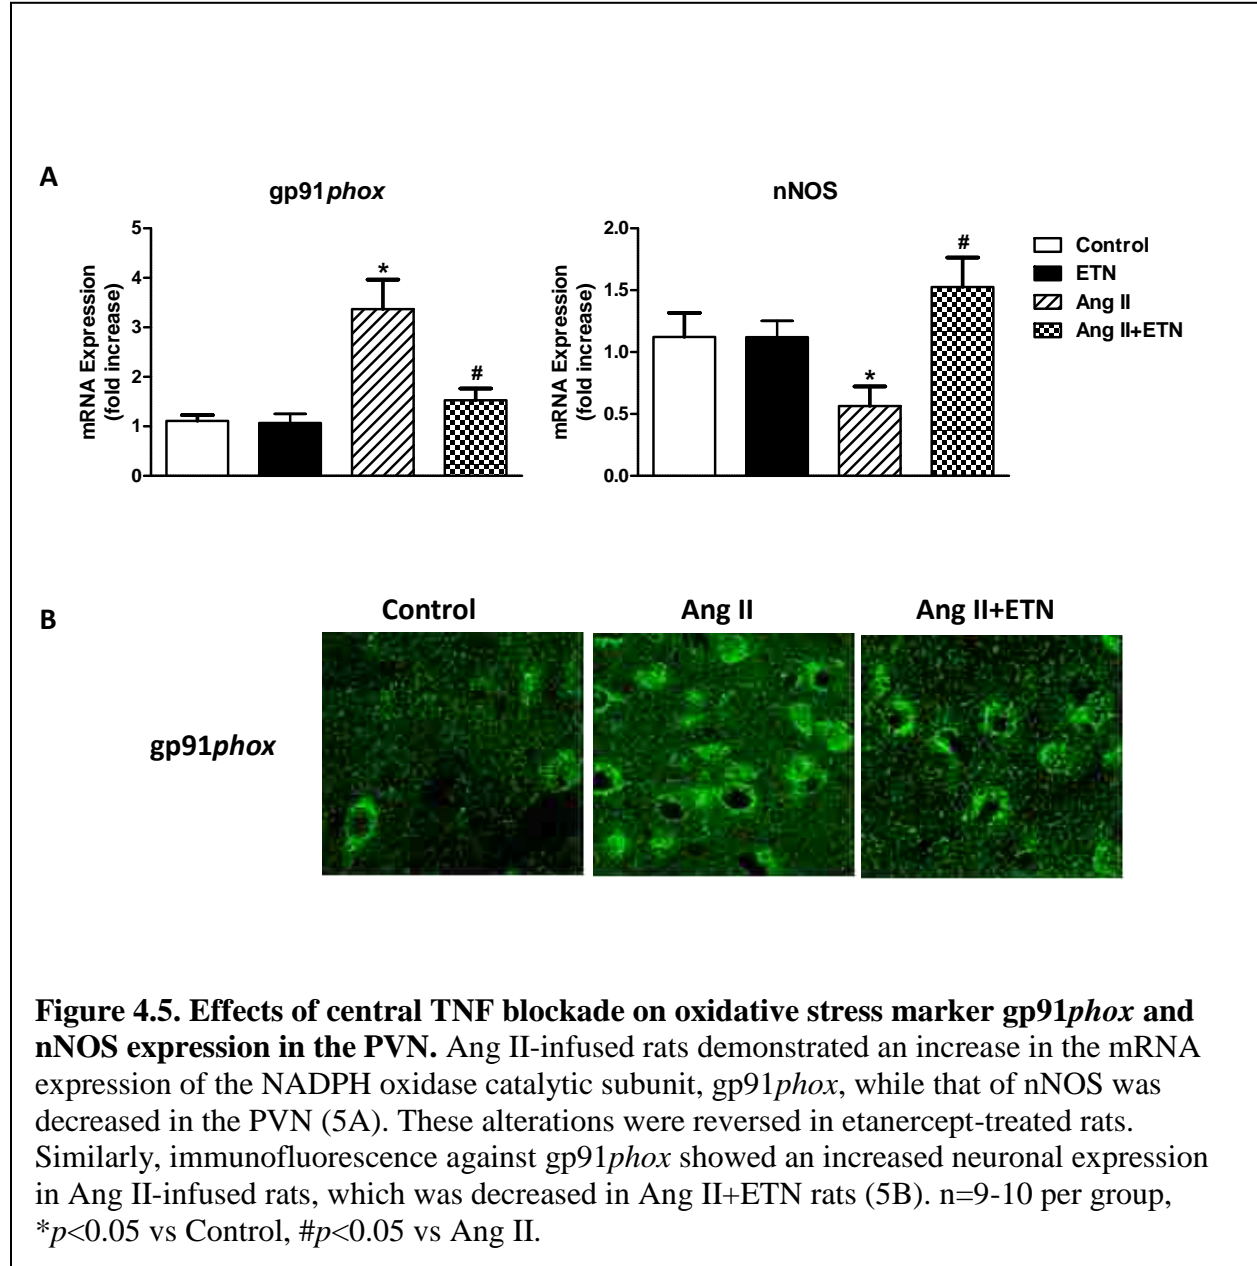 A
gp91phox
5
4
3
2
1
0
mRNA Expression
(fold increase)
*
#
nNOS
2.0
1.5
1.0
0.5
0.0
mRNA Expression
(fold increase)
*
#
Control
ETN
Ang II
Ang II+ETN
B
Control
Ang II
Ang II+ETN
gp91phox
Figure 4.5. Effects of central TNF blockade on oxidative stress marker gp91phox and
nNOS expression in the PVN. Ang II-infused rats demonstrated an increase in the mRNA
expression of the NADPH oxidase catalytic subunit, gp91phox, while that of nNOS was
decreased in the PVN (5A). These alterations were reversed in etanercept-treated rats.
Similarly, immunofluorescence against gp91phox showed an increased neuronal expression
in Ang II-infused rats, which was decreased in Ang II+ETN rats (5B). n=9-10 per group,
*p<0.05 vs Control, #p<0.05 vs Ang II.